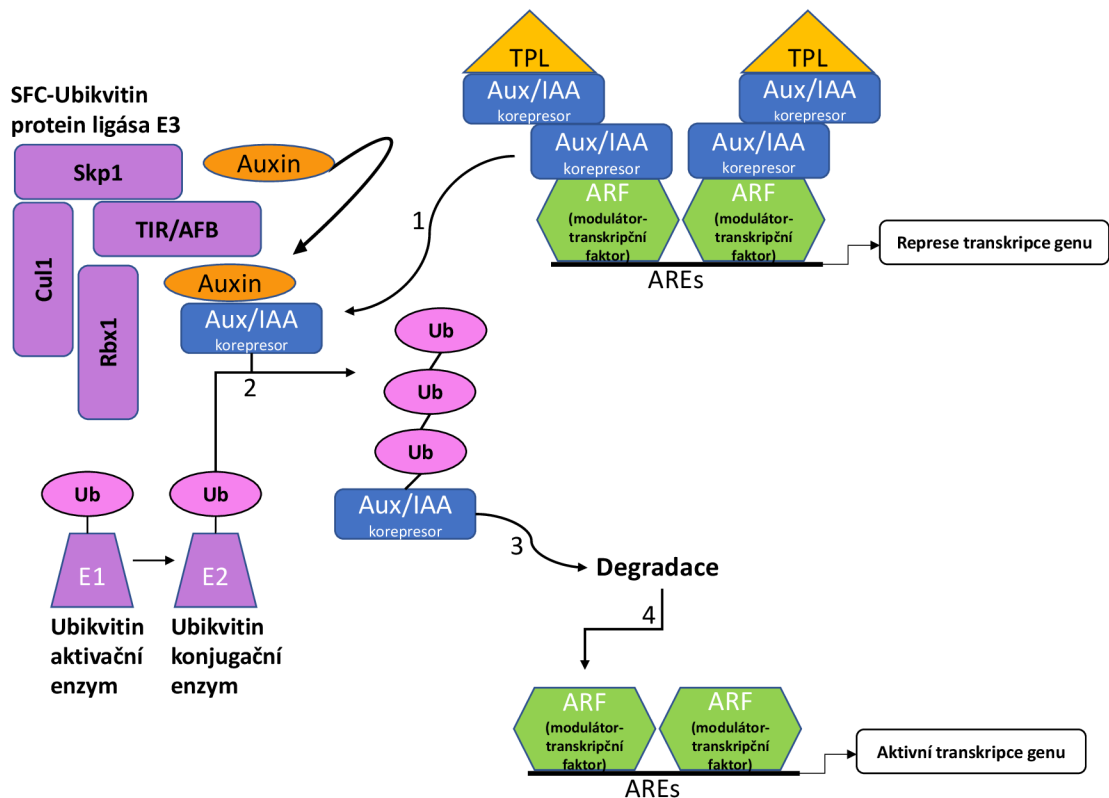 TPL
Aux/IAA
korepresor
Aux/IAA
korepresor
ARF
(modulátor-
transkripční
faktor)
TPL
Aux/IAA
korepresor
Aux/IAA
korepresor
ARF
(modulátor-
transkripční
faktor)
AREs
Represe transkripce genu
SFC-Ubikvitin
protein ligása E3
Skp1
Auxin
TIR/AFB
Cul1
Rbx1
Auxin
Aux/IAA
korepresor
1
2
Ub
Ub
Ub
Aux/IAA
korepresor
3
Degradace
4
Ub
E1
Ubikvitin
aktivační
enzym
Ub
E2
Ubikvitin
konjugační
enzym
ARF
(modulátor-
transkripční
faktor)
ARF
(modulátor-
transkripční
faktor)
AREs
Aktivní transkripce genu